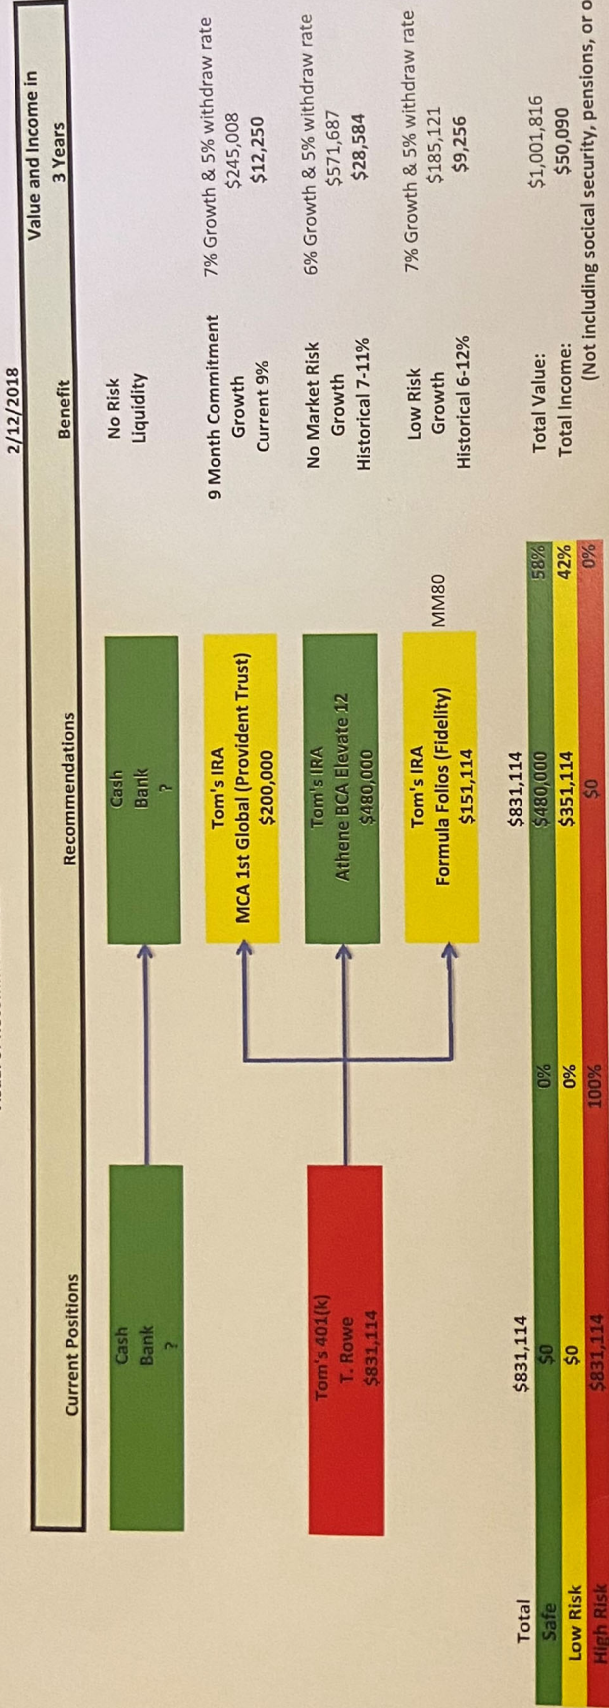 2/12/2018
Current Positions Recommendations Benefit Value and Income in
3 Years
Cash
Bank
?
Cash
Bank
?
No Risk
Liquidity
Tom's IRA
MCA 1st Global (Provident Trust)
$200,000
9 Month Commitment
Growth
Current 9%
7% Growth & 5% withdraw rate
$245,008
$12,250
Tom's 401(k)
T. Rowe
$831,114
Tom's IRA
Athene BCA Elevate 12
$480,000
No Market Risk
Growth
Historical 7-11%
6% Growth & 5% withdraw rate
$571,687
$28,584
Tom's IRA
Formula Folios (Fidelity)
$151,114
MM80
Low Risk
Growth
Historical 6-12%
7% Growth & 5% withdraw rate
$185,121
$9,256
Total $831,114 $831,114
Safe $0 0% $480,000 58%
Low Risk $0 0% $351,114 42%
High Risk $831,114 100% $0 0%
Total Value: $1,001,816
Total Income: $50,090
(Not including socical security, pensions, or o